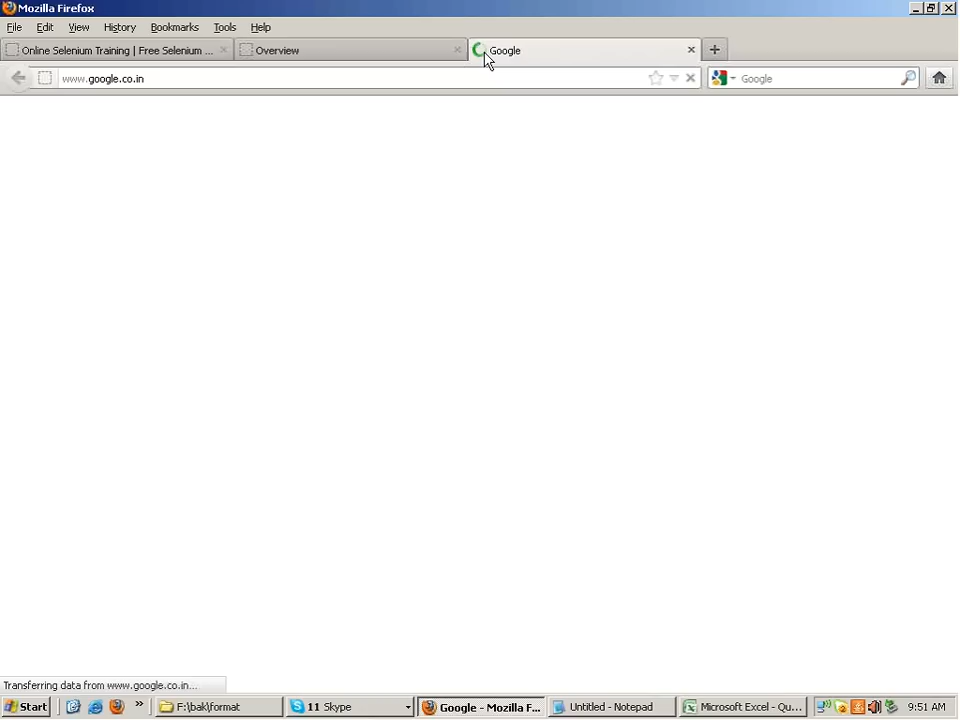 Mozilla Firefox
File Edit View History Bookmarks Tools Help
Online Selenium Training | Free Selenium ...
Overview
Google
www.google.co.in
Google
Transferring data from www.google.co.in...
Start
F:\bak\format
11 Skype
Google - Mozilla F...
Untitled - Notepad
Microsoft Excel - Qu...
9:51 AM